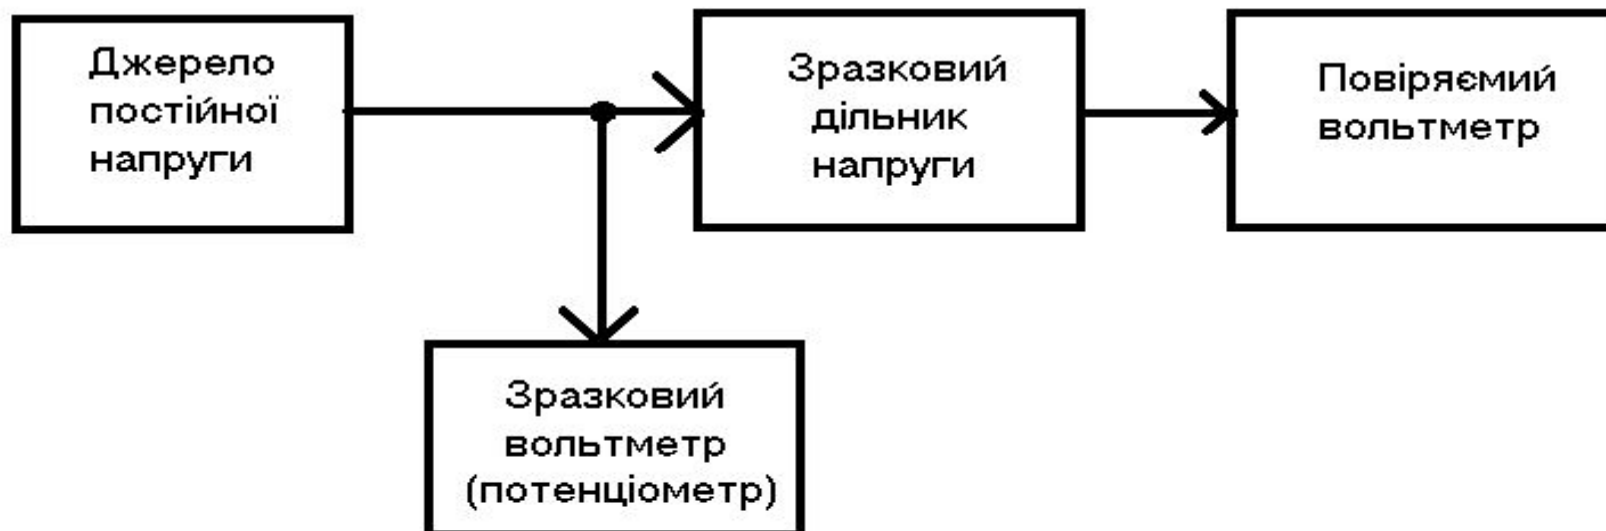 Джерело
постійної
напруги
Зразковий
дільник
напруги
Повіряємий
вольтметр
Зразковий
вольтметр
(потенціометр)